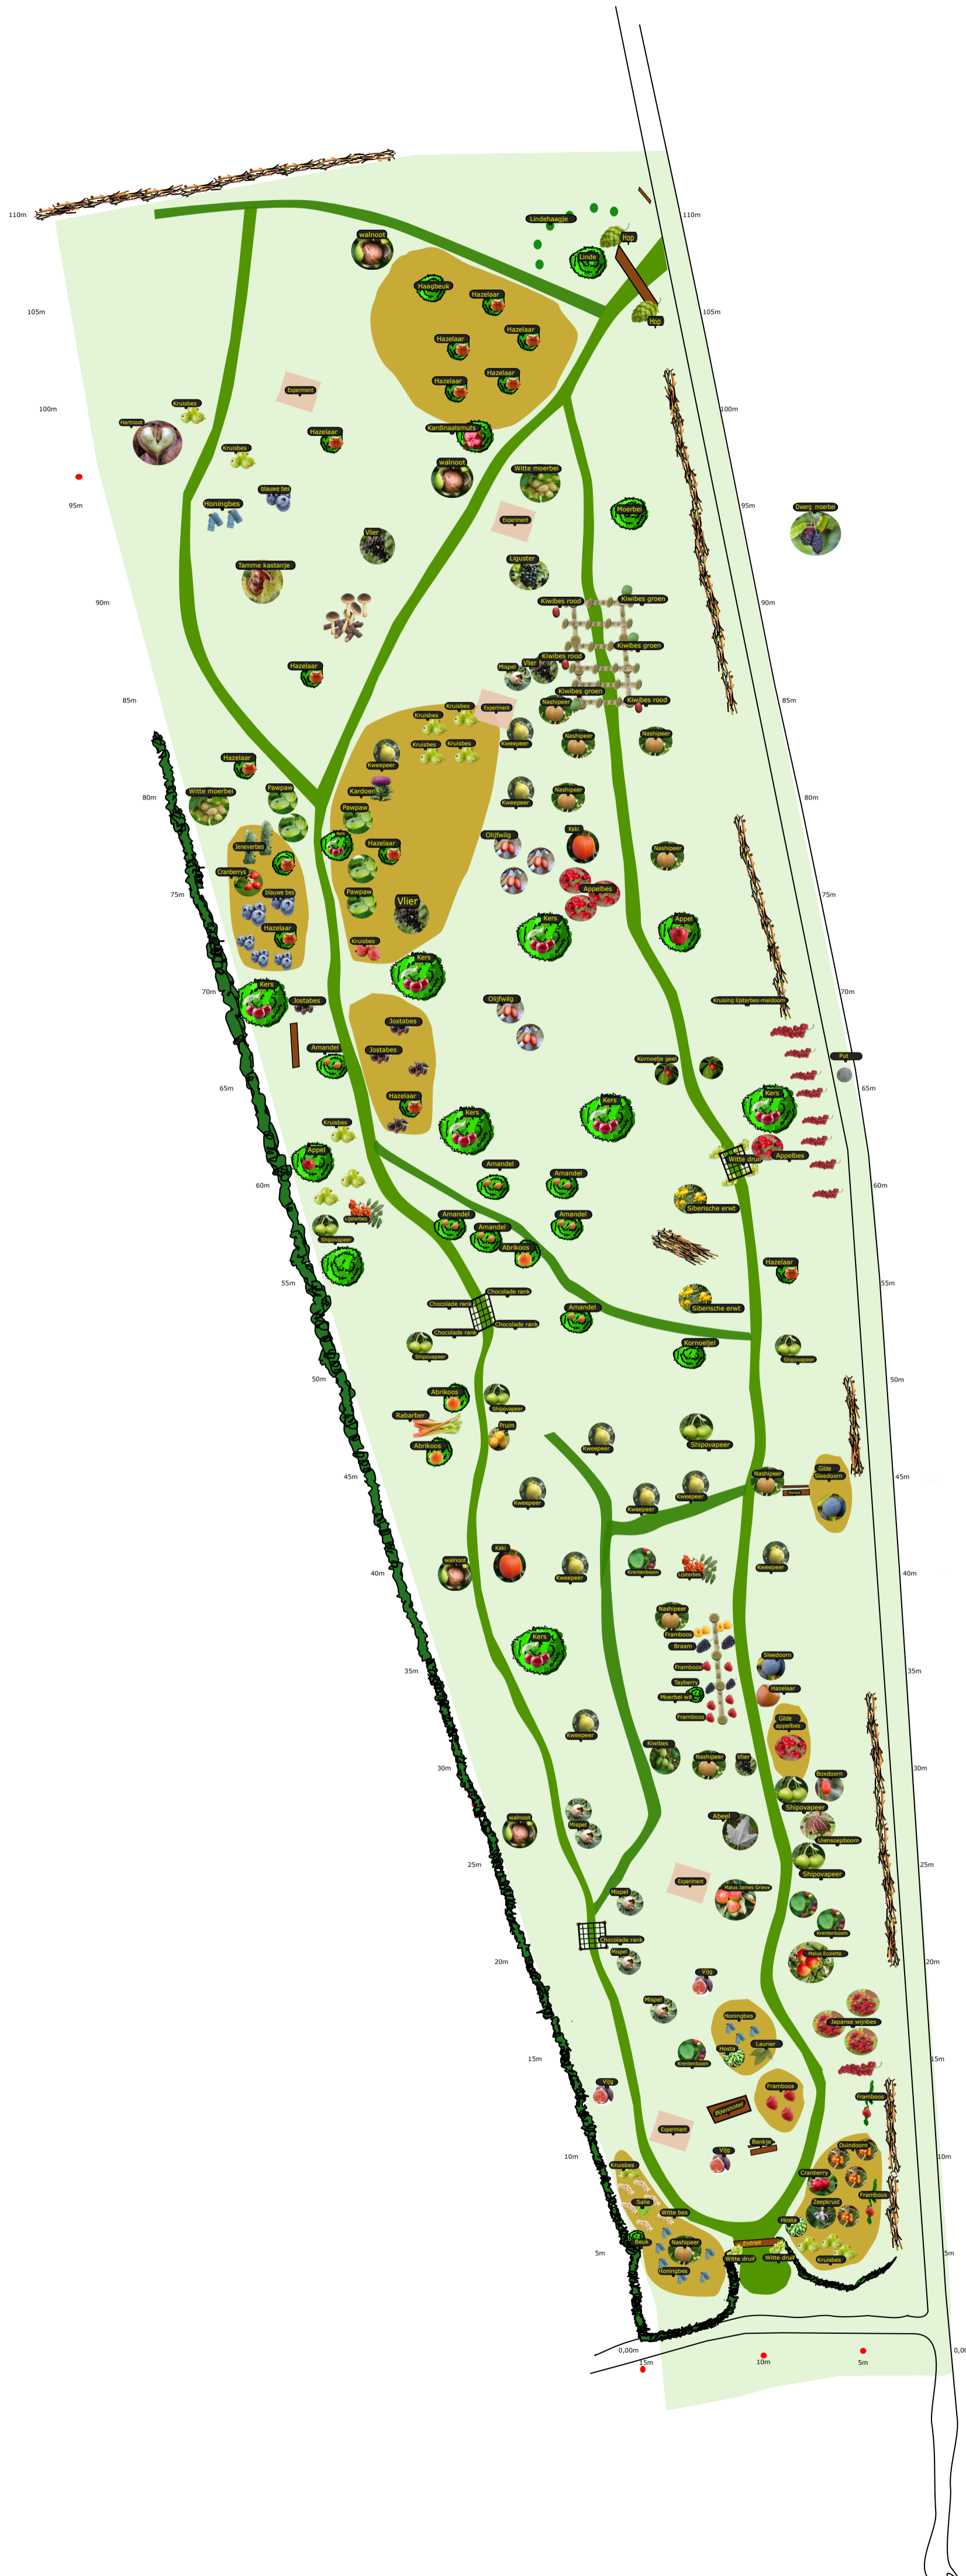 110m
110m
Lindehaagje
walnoot
Hop
Linde
Haagbeuk
Hazelaar
105m
105m
Hop
Hazelaar
Hazelaar
Hazelaar
Hazelaar
Experiment
100m
100m
Kruisbes
Hartnoot
Kardinaalsmuts
Hazelaar
Kruisbes
walnoot
Witte moerbei
blauwe bes
Honingbes
95m
95m
Dwerg moerbei
Moerbei
Experiment
Vlier
Liguster
Tamme kastanje
90m
90m
Kiwibes rood
Kiwibes groen
Kiwibes groen
Kiwibes rood
Vlier
Mispel
Hazelaar
Kiwibes groen
85m
85m
Kiwibes rood
Nashipeer
Experiment
Kruisbes
Kruisbes
Kweepeer
Nashipeer
Nashipeer
Kruisbes
Kruisbes
Hazelaar
Kweepeer
Pawpaw
Witte moerbei
Kardoen
Kweepeer
Nashipeer
80m
80m
Pawpaw
Kaki
Kers
Olijfwilg
Jeneverbes
Hazelaar
Nashipeer
Cranberrys
Appelbes
75m
75m
blauwe bes
Pawpaw
Vlier
Kers
Appel
Hazelaar
Kruisbes
Kers
Kers
70m
70m
Jostabes
Olijfwilg
Kruising lijsterbes-meidoorn
Jostabes
Amandel
Jostabes
Put
Kornoelje geel
65m
65m
Hazelaar
Kers
Kers
Kers
Kruisbes
Appel
Appelbes
Witte druif
Amandel
Amandel
60m
60m
Lijsterbes
Siberische erwt
Amandel
Amandel
Amandel
Shipovapeer
Abrikoos
Hazelaar
55m
55m
Chocolade rank
Chocolade rank
Amandel
Siberische erwt
Chocolade rank
Chocolade rank
Kornoeljel
Shipovapeer
Shipovapeer
50m
50m
Abrikoos
Shipovapeer
Rabarber
Pruim
Abrikoos
Kweepeer
Shipovapeer
45m
45m
Gilde
Sleedoorn
Nashipeer
Kweepeer
Kweepeer
Kweepeer
Kaki
walnoot
40m
40m
Kweepeer
Krentenboom
Lijsterbes
Kweepeer
Nashipeer
Framboos
Kers
Braam
Sleedoorn
35m
35m
Framboos
Tayberry
Hazelaar
Moerbei wit
Framboos
Gilde
appelbes
Kweepeer
Kiwibes
Nashipeer
Vlier
30m
30m
Boxdoorn
Shipovapeer
walnoot
Mispel
Abeel
Uiensoepboom
25m
25m
Shipovapeer
Experiment
Malus James Grieve
Mispel
Krentenboom
Chocolade rank
Mispel
Malus Ecolette
20m
20m
Vijg
Mispel
Honingbes
Japanse wijnbes
Hosta
Laurier
Krentenboom
15m
15m
Vijg
Framboos
Framboos
Bijenhotel
Experiment
Bankje
Vijg
Duindoorn
10m
10m
Kruisbes
Cranberry
Framboos
Salie
Zeepkruid
Witte bes
Hosta
Beuk
Nashipeer
Entree
5m
5m
Witte druif
Witte druif
Kruisbes
Honingbes
0,00m
0,00
15m
10m
5m